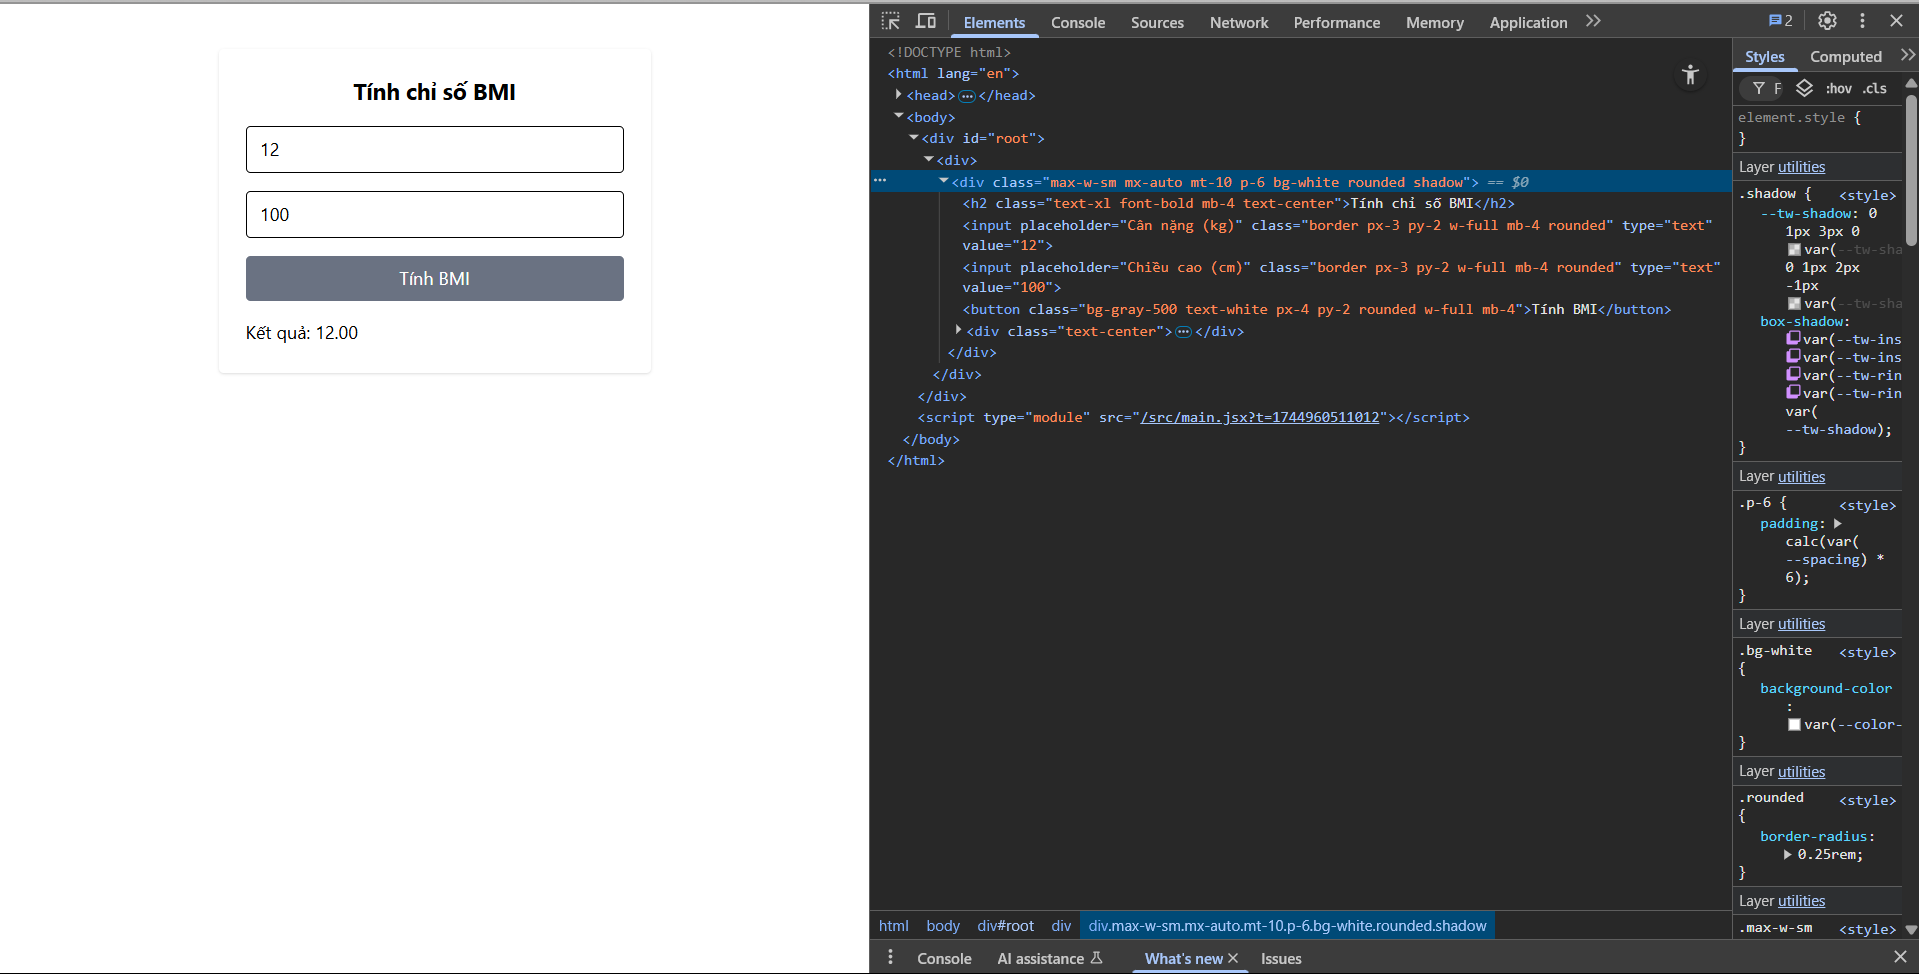 Tính chỉ số BMI
12
100
Tính BMI
Kết quả: 12.00
Elements Console Sources Network Performance Memory Application 2
<!DOCTYPE html>
<html lang="en">
<head> ··· </head>
<body>
<div id="root">
<div>
··· <div class="max-w-sm mx-auto mt-10 p-6 bg-white rounded shadow"> == $0
<h2 class="text-xl font-bold mb-4 text-center">Tính chỉ số BMI</h2>
<input placeholder="Cân nặng (kg)" class="border px-3 py-2 w-full mb-4 rounded" type="text"
value="12">
<input placeholder="Chiều cao (cm)" class="border px-3 py-2 w-full mb-4 rounded" type="text"
value="100">
<button class="bg-gray-500 text-white px-4 py-2 rounded w-full mb-4">Tính BMI</button>
<div class="text-center"> ··· </div>
</div>
</div>
</div>
<script type="module" src="/src/main.jsx?t=1744960511012"></script>
</body>
</html>
html body div#root div div.max-w-sm.mx-auto.mt-10.p-6.bg-white.rounded.shadow
Styles Computed
F :hov .cls
element.style {
}
Layer utilities
.shadow { <style>
--tw-shadow: 0
1px 3px 0
var(--tw-sha
0 1px 2px
-1px
var(--tw-sha
box-shadow:
var(--tw-ins
var(--tw-ins
var(--tw-rin
var(--tw-rin
var(
--tw-shadow);
}
Layer utilities
.p-6 { <style>
padding:
calc(var(
--spacing) *
6);
}
Layer utilities
.bg-white <style>
{
background-color
:
var(--color-
}
Layer utilities
.rounded <style>
{
border-radius:
0.25rem;
}
Layer utilities
.max-w-sm <style>
Console AI assistance What's new Issues